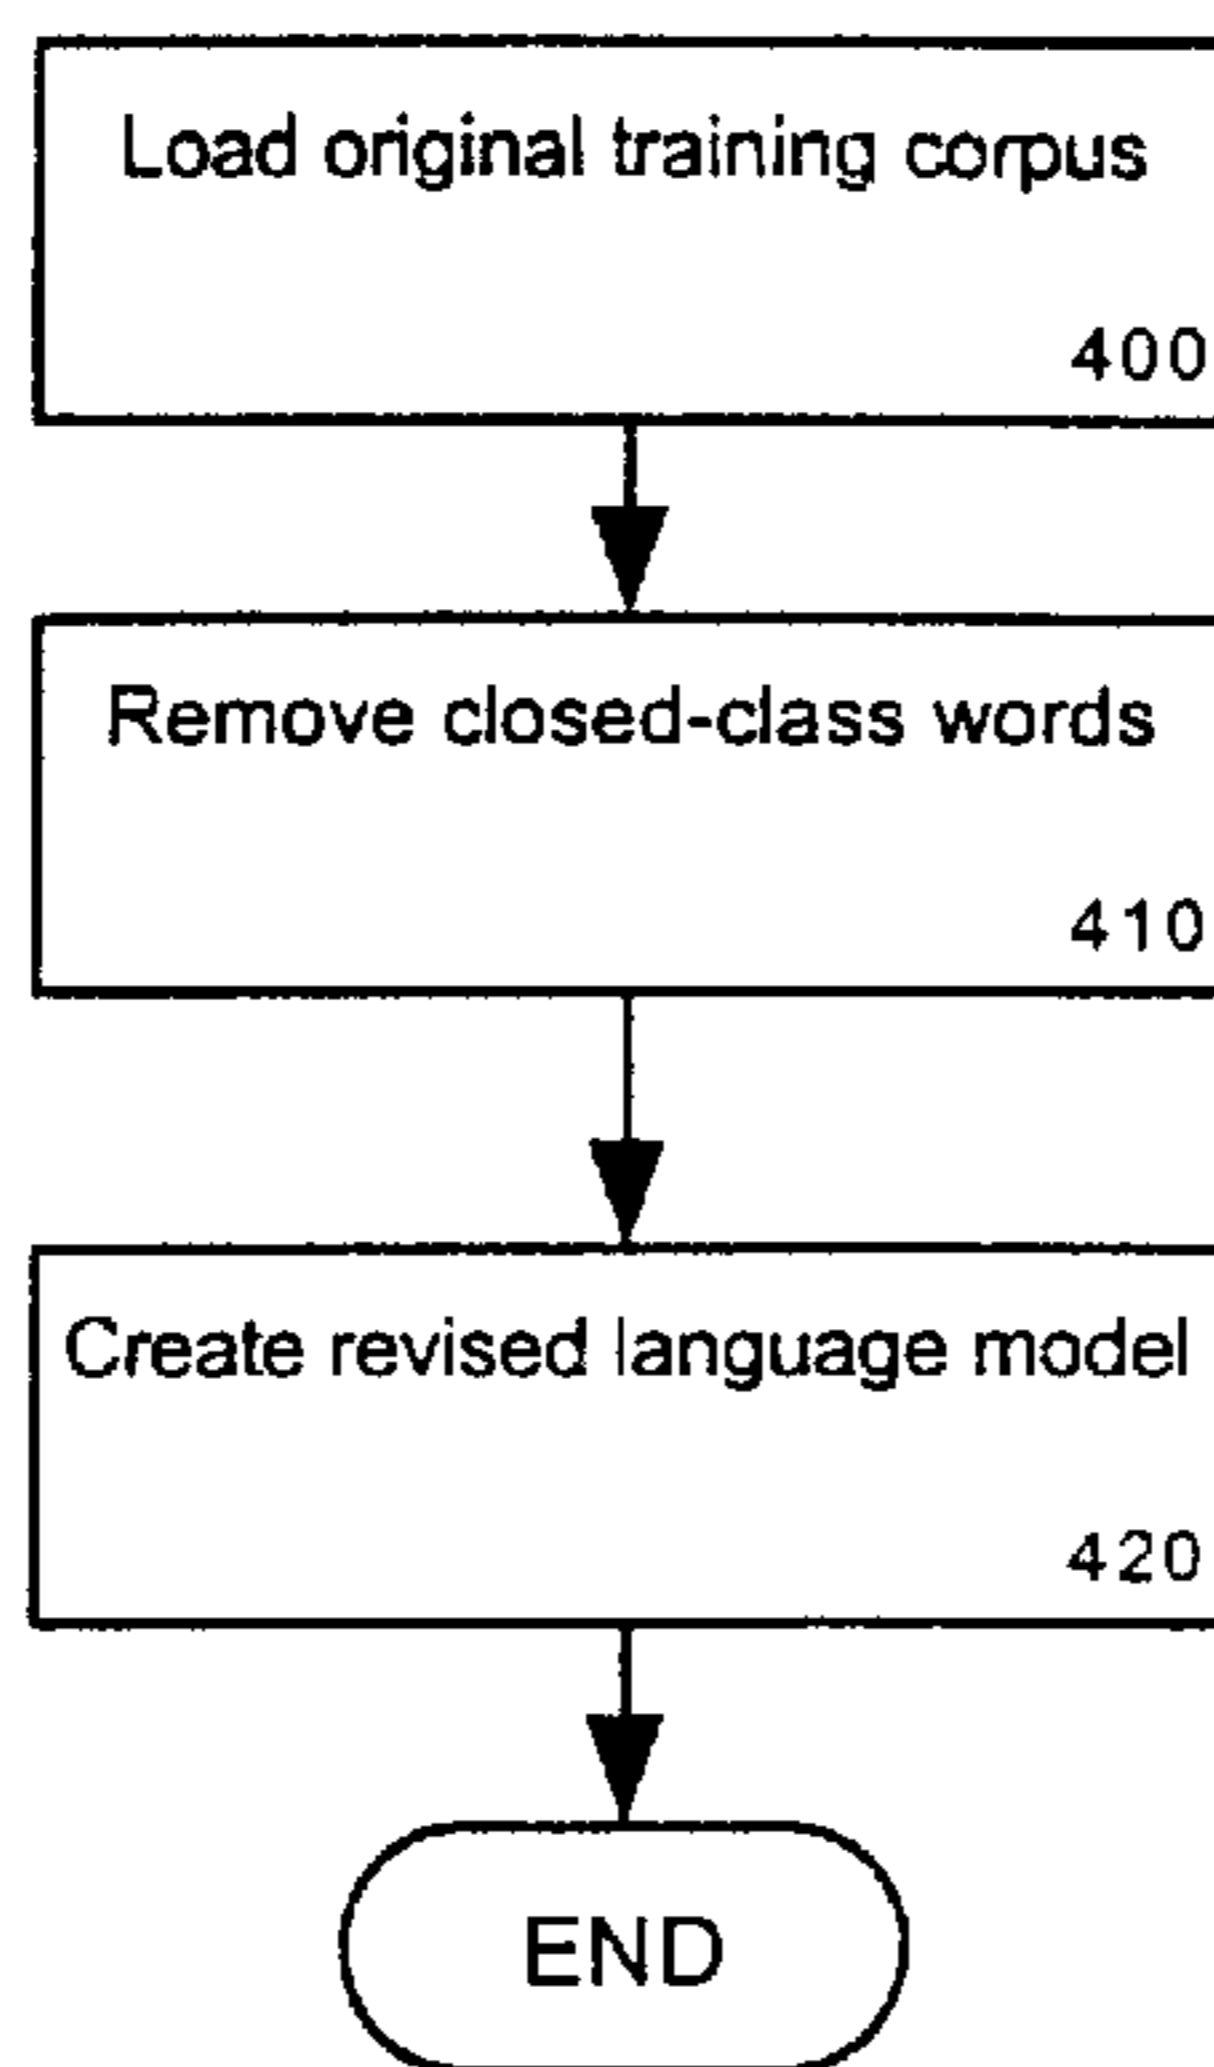 Load original training corpus
400
Remove closed-class words
410
Create revised language model
420
END